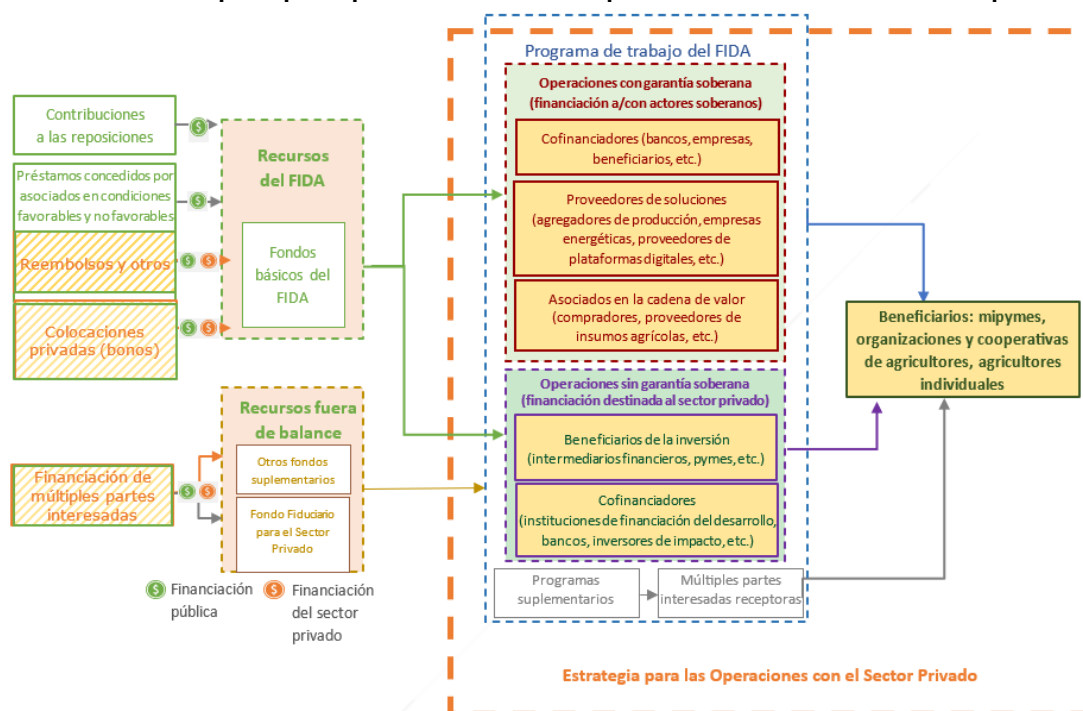 Programa de trabajo del FIDA
Operaciones con garantía soberana
(financiación a/con actores soberanos)
Cofinanciadores (bancos, empresas,
beneficiarios, etc.)
Proveedores de soluciones
(agregadores de producción, empresas
energéticas, proveedores de
plataformas digitales, etc.)
Asociados en la cadena de valor
(compradores, proveedores de
insumos agrícolas, etc.)
Operaciones sin garantía soberana
(financiación destinada al sector privado)
Beneficiarios de la inversión
(intermediarios financieros, pymes, etc.)
Cofinanciadores
(instituciones de financiación del desarrollo,
bancos, inversores de impacto, etc.)
Programas
suplementarios
Múltiples partes
interesadas receptoras
Contribuciones
a las reposiciones
Préstamos concedidos por
asociados en condiciones
favorables y no favorables
Reembolsos y otros
Colocaciones
privadas (bonos)
Recursos
del FIDA
Fondos
básicos del
FIDA
Recursos fuera
de balance
Otros fondos
suplementarios
Fondo Fiduciario
para el Sector
Privado
Financiación de
múltiples partes
interesadas
$ Financiación
pública
$ Financiación
del sector
privado
Beneficiarios: mipymes,
organizaciones y cooperativas
de agricultores, agricultores
individuales
Estrategia para las Operaciones con el Sector Privado